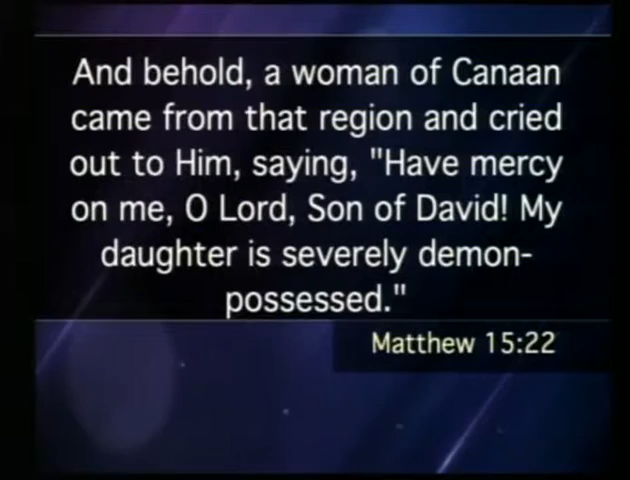 And behold, a woman of Canaan
came from that region and cried
out to Him, saying, "Have mercy
on me, O Lord, Son of David! My
daughter is severely demon-
possessed."
Matthew 15:22